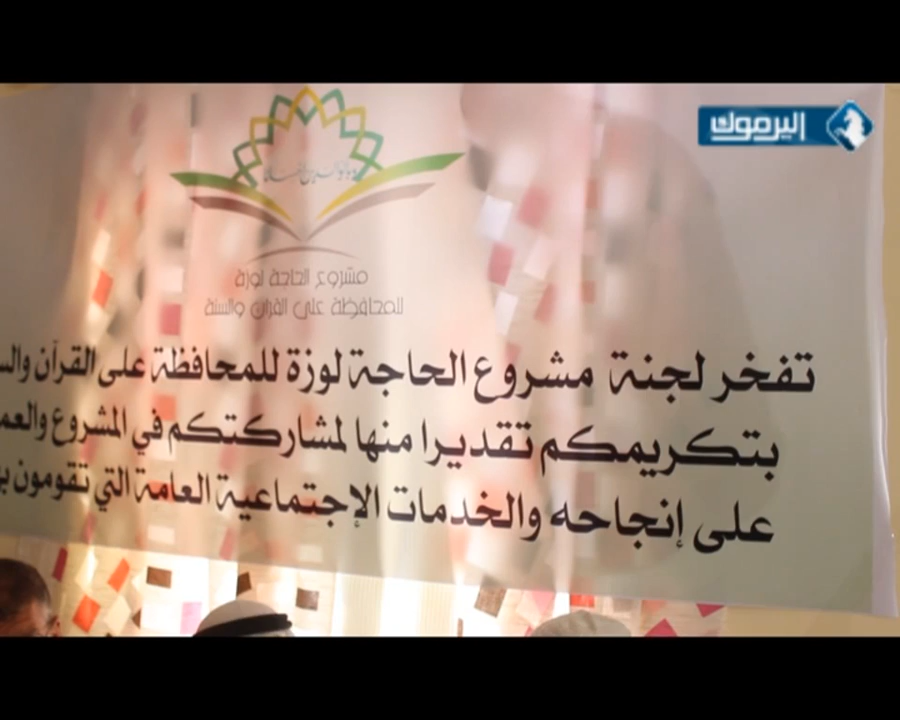 اليرموك
مشروع الحاجة لوزة
للمحافظة على القرآن والسنة
تفخر لجنة مشروع الحاجة لوزة للمحافظة على القرآن
بتكريمكم تقديرا منها لمشاركتكم في المشروع
على إنجاحه والخدمات الإجتماعية العامة التي تقومون